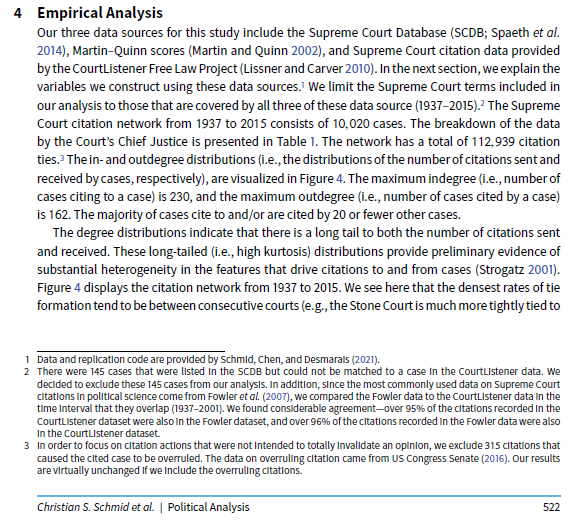 4 Empirical Analysis
Our three data sources for this study include the Supreme Court Database (SCDB; Spaeth et al.
2014), Martin–Quinn scores (Martin and Quinn 2002), and Supreme Court citation data provided
by the CourtListener Free Law Project (Lissner and Carver 2010). In the next section, we explain the
variables we construct using these data sources.1 We limit the Supreme Court terms included in
our analysis to those that are covered by all three of these data source (1937–2015).2 The Supreme
Court citation network from 1937 to 2015 consists of 10,020 cases. The breakdown of the data
by the Court's Chief Justice is presented in Table 1. The network has a total of 112,939 citation
ties.3 The in- and outdegree distributions (i.e., the distributions of the number of citations sent and
received by cases, respectively), are visualized in Figure 4. The maximum indegree (i.e., number of
cases citing to a case) is 230, and the maximum outdegree (i.e., number of cases cited by a case)
is 162. The majority of cases cite to and/or are cited by 20 or fewer other cases.
The degree distributions indicate that there is a long tail to both the number of citations sent
and received. These long-tailed (i.e., high kurtosis) distributions provide preliminary evidence of
substantial heterogeneity in the features that drive citations to and from cases (Strogatz 2001).
Figure 4 displays the citation network from 1937 to 2015. We see here that the densest rates of tie
formation tend to be between consecutive courts (e.g., the Stone Court is much more tightly tied to
1 Data and replication code are provided by Schmid, Chen, and Desmarais (2021).
2 There were 145 cases that were listed in the SCDB but could not be matched to a case in the CourtListener data. We
decided to exclude these 145 cases from our analysis. In addition, since the most commonly used data on Supreme Court
citations in political science come from Fowler et al. (2007), we compared the Fowler data to the CourtListener data in the
time interval that they overlap (1937–2001). We found considerable agreement—over 95% of the citations recorded in the
CourtListener dataset were also in the Fowler dataset, and over 96% of the citations recorded in the Fowler data were also
in the CourtListener dataset.
3 In order to focus on citation actions that were not intended to totally invalidate an opinion, we exclude 315 citations that
caused the cited case to be overruled. The data on overruling citation came from US Congress Senate (2016). Our results
are virtually unchanged if we include the overruling citations.
Christian S. Schmid et al. | Political Analysis 522